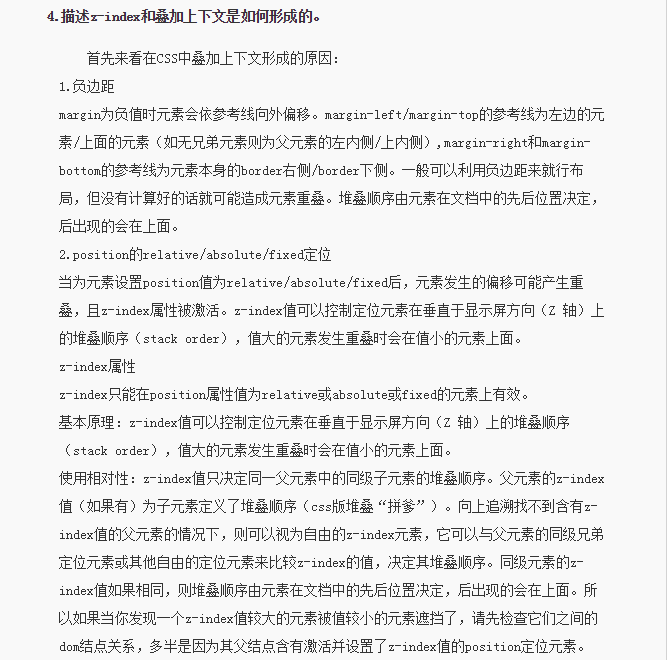 4.描述z-index和叠加上下文是如何形成的。
首先来看在CSS中叠加上下文形成的原因：
1.负边距
margin为负值时元素会依参考线向外偏移。margin-left/margin-top的参考线为左边的元
素/上面的元素（如无兄弟元素则为父元素的左内侧/上内侧）,margin-right和margin-
bottom的参考线为元素本身的border右侧/border下侧。一般可以利用负边距来就行布
局，但没有计算好的话就可能造成元素重叠。堆叠顺序由元素在文档中的先后位置决定，
后出现的会在上面。
2.position的relative/absolute/fixed定位
当为元素设置position值为relative/absolute/fixed后，元素发生的偏移可能产生重
叠，且z-index属性被激活。z-index值可以控制定位元素在垂直于显示屏方向（Z 轴）上
的堆叠顺序（stack order），值大的元素发生重叠时会在值小的元素上面。
z-index属性
z-index只能在position属性值为relative或absolute或fixed的元素上有效。
基本原理：z-index值可以控制定位元素在垂直于显示屏方向（Z 轴）上的堆叠顺序
（stack order），值大的元素发生重叠时会在值小的元素上面。
使用相对性：z-index值只决定同一父元素中的同级子元素的堆叠顺序。父元素的z-index
值（如果有）为子元素定义了堆叠顺序（css版堆叠“拼爹”）。向上追溯找不到含有z-
index值的父元素的情况下，则可以视为自由的z-index元素，它可以与父元素的同级兄弟
定位元素或其他自由的定位元素来比较z-index的值，决定其堆叠顺序。同级元素的z-
index值如果相同，则堆叠顺序由元素在文档中的先后位置决定，后出现的会在上面。所
以如果当你发现一个z-index值较大的元素被值较小的元素遮挡了，请先检查它们之间的
dom结点关系，多半是因为其父结点含有激活并设置了z-index值的position定位元素。